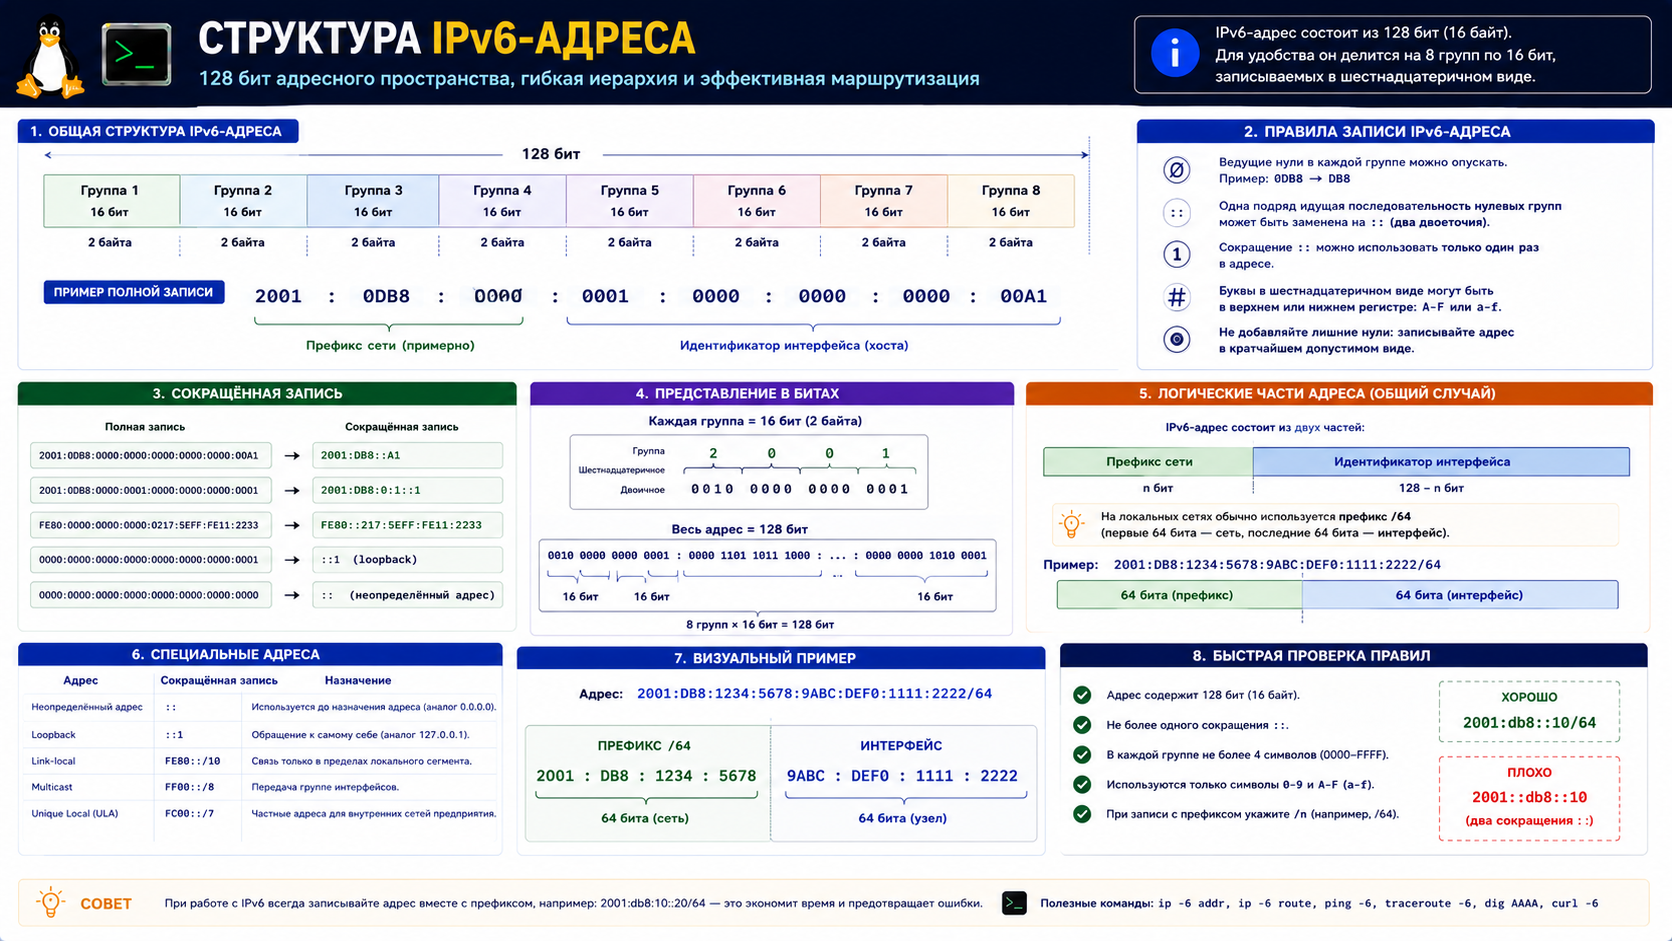 СТРУКТУРА IPv6-АДРЕСА
128 бит адресного пространства, гибкая иерархия и эффективная маршрутизация
IPv6-адрес состоит из 128 бит (16 байт).
Для удобства он делится на 8 групп по 16 бит,
записываемых в шестнадцатеричном виде.
1. ОБЩАЯ СТРУКТУРА IPv6-АДРЕСА
128 бит
Группа 1 Группа 2 Группа 3 Группа 4 Группа 5 Группа 6 Группа 7 Группа 8
16 бит 16 бит 16 бит 16 бит 16 бит 16 бит 16 бит 16 бит
2 байта 2 байта 2 байта 2 байта 2 байта 2 байта 2 байта 2 байта
ПРИМЕР ПОЛНОЙ ЗАПИСИ
2001 : 0DB8 : 0000 : 0001 : 0000 : 0000 : 0000 : 00A1
Префикс сети (примерно) Идентификатор интерфейса (хоста)
2. ПРАВИЛА ЗАПИСИ IPv6-АДРЕСА
Ведущие нули в каждой группе можно опускать.
Пример: 0DB8 → DB8
:: Одна подряд идущая последовательность нулевых групп
может быть заменена на :: (два двоеточия).
1 Сокращение :: можно использовать только один раз
в адресе.
# Буквы в шестнадцатеричном виде могут быть
в верхнем или нижнем регистре: A-F или a-f.
Не добавляйте лишние нули: записывайте адрес
в кратчайшем допустимом виде.
3. СОКРАЩЁННАЯ ЗАПИСЬ
Полная запись Сокращённая запись
2001:0DB8:0000:0000:0000:0000:0000:00A1 → 2001:DB8::A1
2001:0DB8:0000:0001:0000:0000:0000:0001 → 2001:DB8:0:1::1
FE80:0000:0000:0000:0217:5EFF:FE11:2233 → FE80::217:5EFF:FE11:2233
0000:0000:0000:0000:0000:0000:0000:0001 → ::1 (loopback)
0000:0000:0000:0000:0000:0000:0000:0000 → :: (неопределённый адрес)
4. ПРЕДСТАВЛЕНИЕ В БИТАХ
Каждая группа = 16 бит (2 байта)
Группа 2 0 0 1
Шестнадцатеричное
Двоичное 0010 0000 0000 0001
Весь адрес = 128 бит
0010 0000 0000 0001 : 0000 1101 1011 1000 : ... : 0000 0000 1010 0001
...
16 бит 16 бит 16 бит
8 групп × 16 бит = 128 бит
5. ЛОГИЧЕСКИЕ ЧАСТИ АДРЕСА (ОБЩИЙ СЛУЧАЙ)
IPv6-адрес состоит из двух частей:
Префикс сети Идентификатор интерфейса
n бит 128 – n бит
На локальных сетях обычно используется префикс /64
(первые 64 бита — сеть, последние 64 бита — интерфейс).
Пример: 2001:DB8:1234:5678:9ABC:DEF0:1111:2222/64
64 бита (префикс) 64 бита (интерфейс)
6. СПЕЦИАЛЬНЫЕ АДРЕСА
Адрес Сокращённая запись Назначение
Неопределённый адрес :: Используется до назначения адреса (аналог 0.0.0.0).
Loopback ::1 Обращение к самому себе (аналог 127.0.0.1).
Link-local FE80::/10 Связь только в пределах локального сегмента.
Multicast FF00::/8 Передача группе интерфейсов.
Unique Local (ULA) FC00::/7 Частные адреса для внутренних сетей предприятия.
7. ВИЗУАЛЬНЫЙ ПРИМЕР
Адрес: 2001:DB8:1234:5678:9ABC:DEF0:1111:2222/64
ПРЕФИКС /64 ИНТЕРФЕЙС
2001 : DB8 : 1234 : 5678 9ABC : DEF0 : 1111 : 2222
64 бита (сеть) 64 бита (узел)
8. БЫСТРАЯ ПРОВЕРКА ПРАВИЛ
Адрес содержит 128 бит (16 байт).
Не более одного сокращения ::.
В каждой группе не более 4 символов (0000–FFFF).
Используются только символы 0-9 и A-F (a-f).
При записи с префиксом укажите /n (например, /64).
ХОРОШО
2001:db8::10/64
ПЛОХО
2001::db8::10
(два сокращения ::)
СОВЕТ При работе с IPv6 всегда записывайте адрес вместе с префиксом, например: 2001:db8:10::20/64 — это экономит время и предотвращает ошибки.
Полезные команды: ip -6 addr, ip -6 route, ping -6, traceroute -6, dig AAAA, curl -6